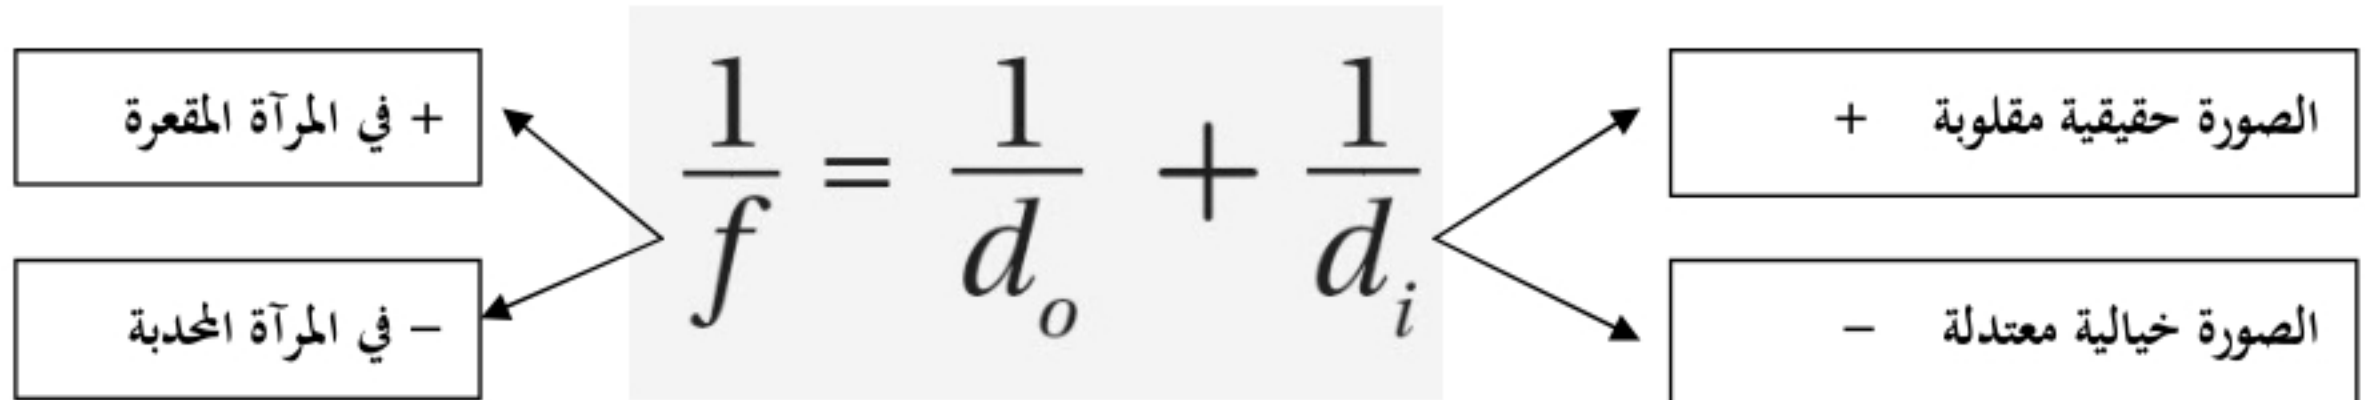 + في المرآة المقعرة
− في المرآة المحدبة
1/f = 1/d_o + 1/d_i
الصورة حقيقية مقلوبة +
الصورة خيالية معتدلة −